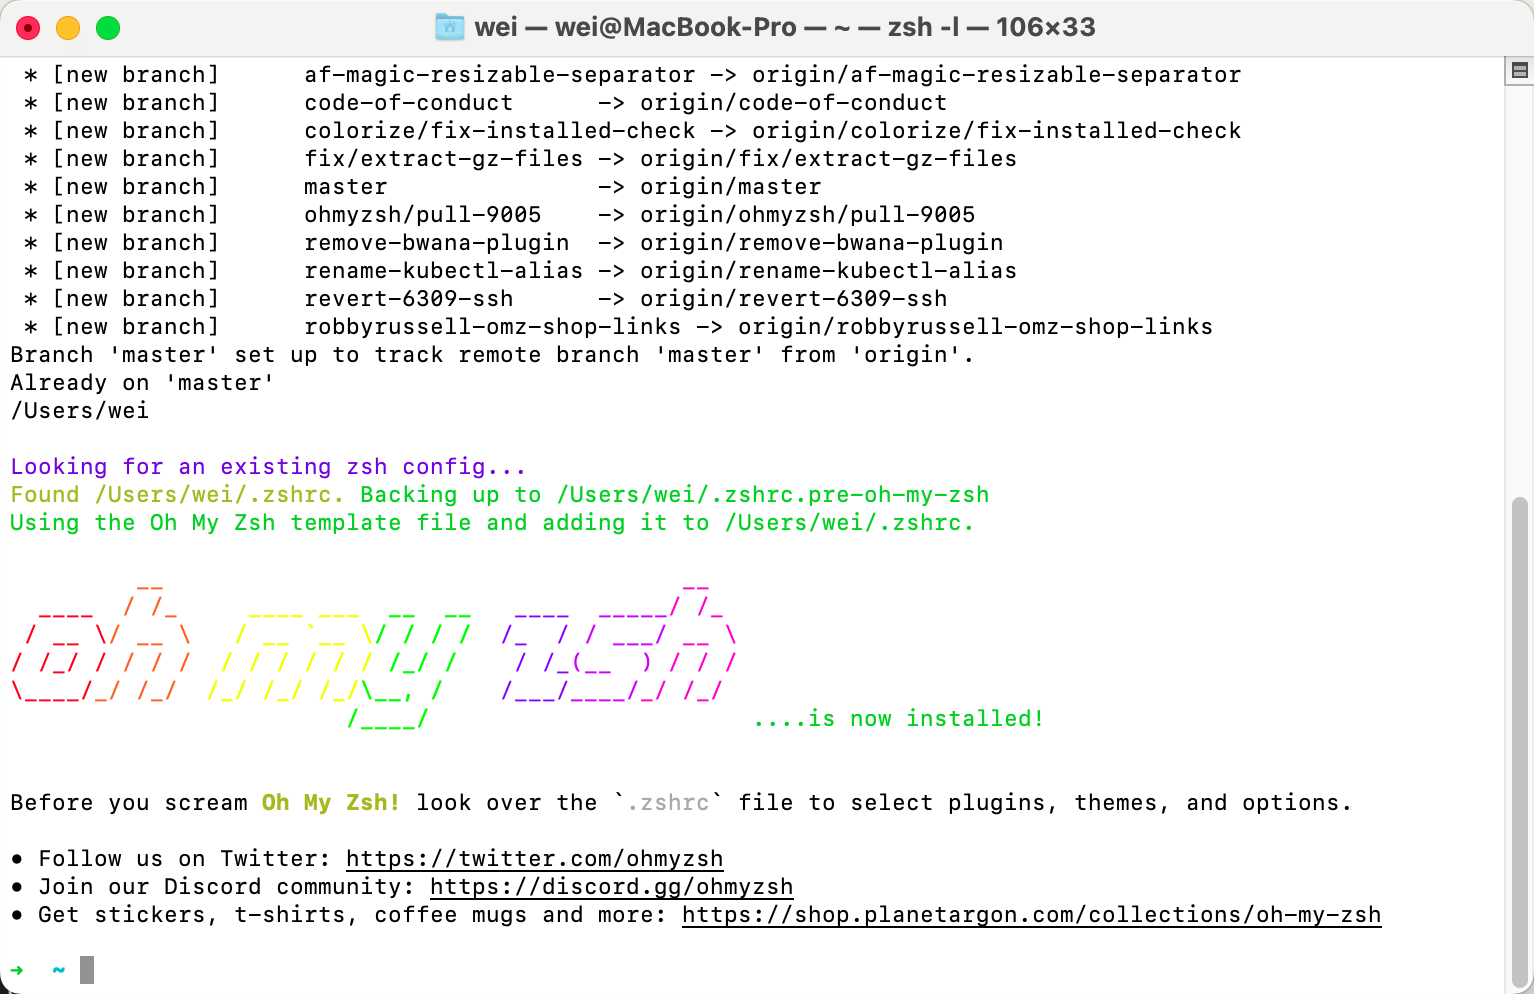 wei — wei@MacBook-Pro — ~ — zsh -l — 106×33
 * [new branch]      af-magic-resizable-separator -> origin/af-magic-resizable-separator
 * [new branch]      code-of-conduct      -> origin/code-of-conduct
 * [new branch]      colorize/fix-installed-check -> origin/colorize/fix-installed-check
 * [new branch]      fix/extract-gz-files -> origin/fix/extract-gz-files
 * [new branch]      master               -> origin/master
 * [new branch]      ohmyzsh/pull-9005    -> origin/ohmyzsh/pull-9005
 * [new branch]      remove-bwana-plugin  -> origin/remove-bwana-plugin
 * [new branch]      rename-kubectl-alias -> origin/rename-kubectl-alias
 * [new branch]      revert-6309-ssh      -> origin/revert-6309-ssh
 * [new branch]      robbyrussell-omz-shop-links -> origin/robbyrussell-omz-shop-links
Branch 'master' set up to track remote branch 'master' from 'origin'.
Already on 'master'
/Users/wei
Looking for an existing zsh config...
Found /Users/wei/.zshrc. Backing up to /Users/wei/.zshrc.pre-oh-my-zsh
Using the Oh My Zsh template file and adding it to /Users/wei/.zshrc.
oh my zsh
....is now installed!
Before you scream Oh My Zsh! look over the `.zshrc` file to select plugins, themes, and options.
• Follow us on Twitter: https://twitter.com/ohmyzsh
• Join our Discord community: https://discord.gg/ohmyzsh
• Get stickers, t-shirts, coffee mugs and more: https://shop.planetargon.com/collections/oh-my-zsh
➜  ~